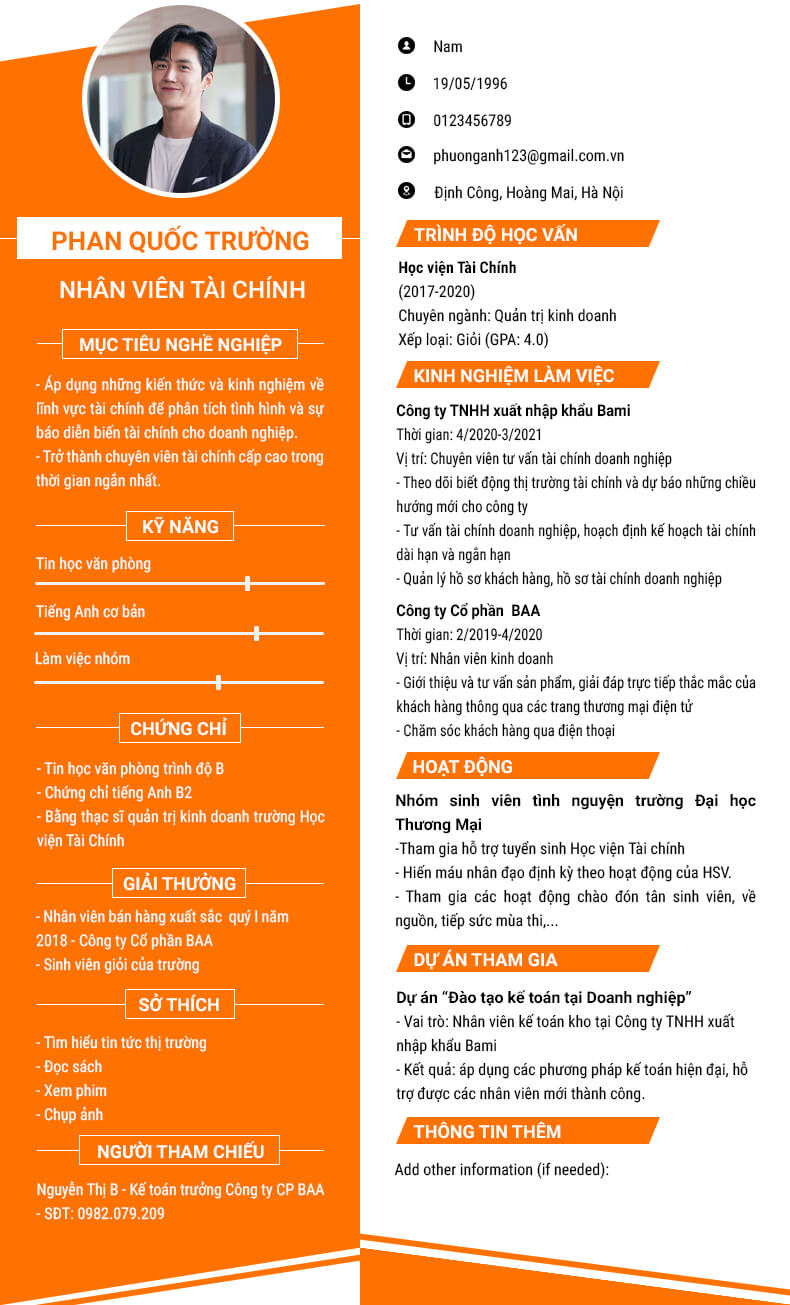 PHAN QUỐC TRƯỜNG
NHÂN VIÊN TÀI CHÍNH
MỤC TIÊU NGHỀ NGHIỆP
- Áp dụng những kiến thức và kinh nghiệm về
lĩnh vực tài chính để phân tích tình hình và sự
báo diễn biến tài chính cho doanh nghiệp.
- Trở thành chuyên viên tài chính cấp cao trong
thời gian ngắn nhất.
KỸ NĂNG
Tin học văn phòng
Tiếng Anh cơ bản
Làm việc nhóm
CHỨNG CHỈ
- Tin học văn phòng trình độ B
- Chứng chỉ tiếng Anh B2
- Bằng thạc sĩ quản trị kinh doanh trường Học
viện Tài Chính
GIẢI THƯỞNG
- Nhân viên bán hàng xuất sắc  quý I năm
2018 - Công ty Cổ phần BAA
- Sinh viên giỏi của trường
SỞ THÍCH
- Tìm hiểu tin tức thị trường
- Đọc sách
- Xem phim
- Chụp ảnh
NGƯỜI THAM CHIẾU
Nguyễn Thị B - Kế toán trưởng Công ty CP BAA
- SĐT: 0982.079.209
Nam
19/05/1996
0123456789
phuonganh123@gmail.com.vn
Định Công, Hoàng Mai, Hà Nội
TRÌNH ĐỘ HỌC VẤN
Học viện Tài Chính
(2017-2020)
Chuyên ngành: Quản trị kinh doanh
Xếp loại: Giỏi (GPA: 4.0)
KINH NGHIỆM LÀM VIỆC
Công ty TNHH xuất nhập khẩu Bami
Thời gian: 4/2020-3/2021
Vị trí: Chuyên viên tư vấn tài chính doanh nghiệp
- Theo dõi biết động thị trường tài chính và dự báo những chiều
hướng mới cho công ty
- Tư vấn tài chính doanh nghiệp, hoạch định kế hoạch tài chính
dài hạn và ngắn hạn
- Quản lý hồ sơ khách hàng, hồ sơ tài chính doanh nghiệp
Công ty Cổ phần  BAA
Thời gian: 2/2019-4/2020
Vị trí: Nhân viên kinh doanh
- Giới thiệu và tư vấn sản phẩm, giải đáp trực tiếp thắc mắc của
khách hàng thông qua các trang thương mại điện tử
- Chăm sóc khách hàng qua điện thoại
HOẠT ĐỘNG
Nhóm sinh viên tình nguyện trường Đại học
Thương Mại
-Tham gia hỗ trợ tuyển sinh Học viện Tài chính
- Hiến máu nhân đạo định kỳ theo hoạt động của HSV.
- Tham gia các hoạt động chào đón tân sinh viên, về
nguồn, tiếp sức mùa thi,...
DỰ ÁN THAM GIA
Dự án “Đào tạo kế toán tại Doanh nghiệp”
- Vai trò: Nhân viên kế toán kho tại Công ty TNHH xuất
nhập khẩu Bami
- Kết quả: áp dụng các phương pháp kế toán hiện đại, hỗ
trợ được các nhân viên mới thành công.
THÔNG TIN THÊM
Add other information (if needed):